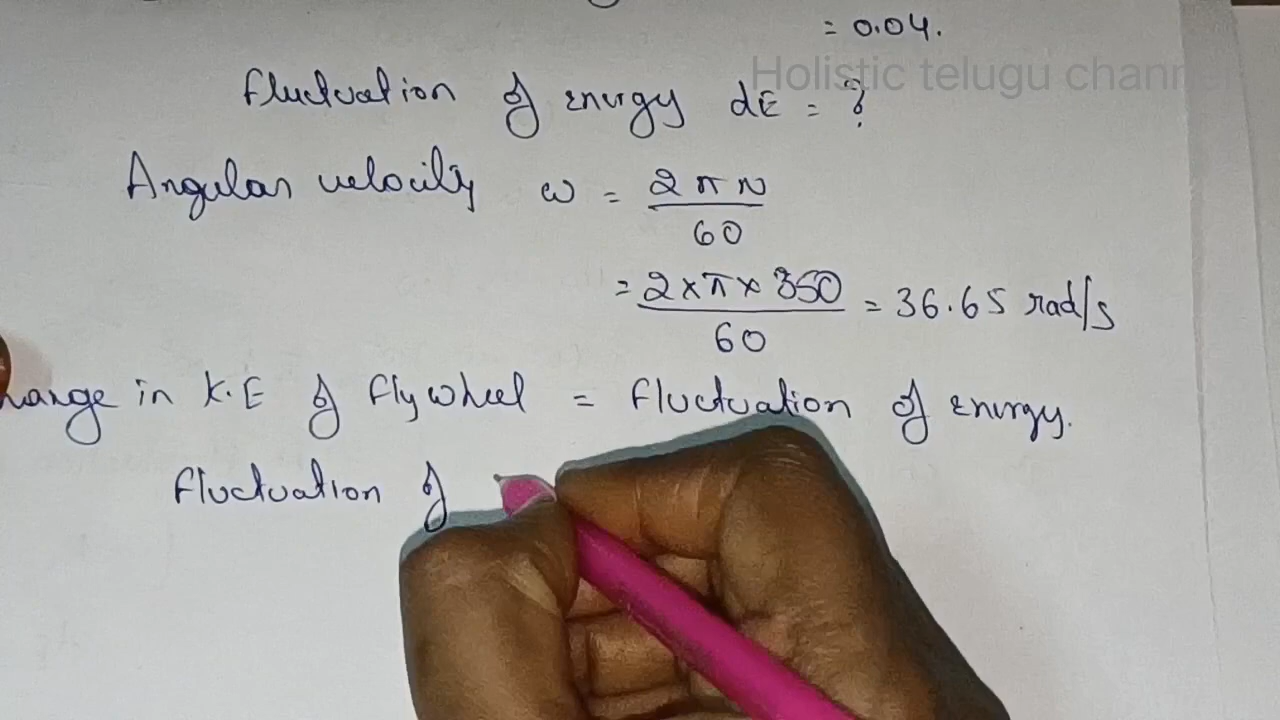 = 0.04.
Holistic telugu channel
Fluctuation of energy dE = ?
Angular velocity ω = 2πN / 60
= 2×π×350 / 60 = 36.65 rad/s
hange in K.E of Flywheel = Fluctuation of energy.
Fluctuation of